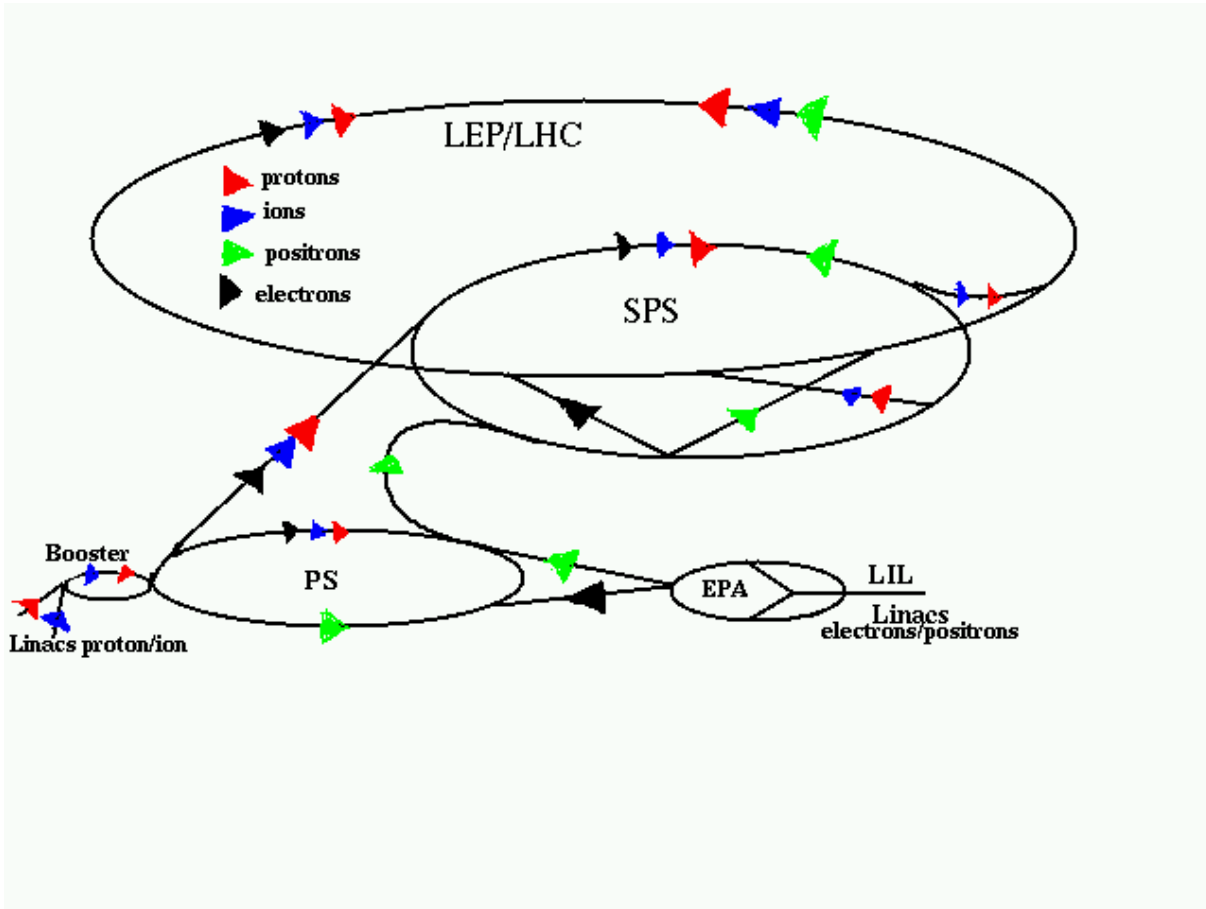 LEP/LHC
protons
ions
positrons
electrons
SPS
Booster
PS
EPA
LIL
Linacs
electrons/positrons
Linacs proton/ion